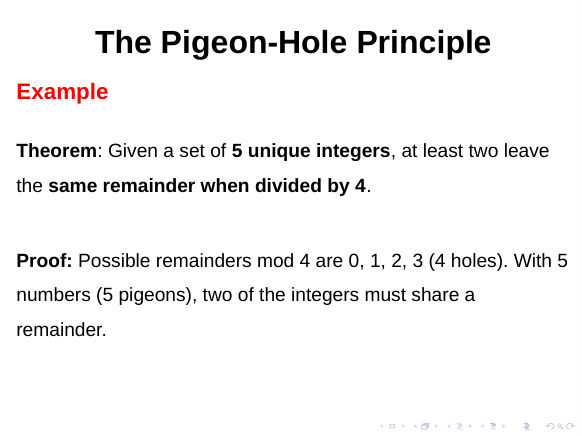 The Pigeon-Hole Principle
Example
Theorem: Given a set of 5 unique integers, at least two leave
the same remainder when divided by 4.
Proof: Possible remainders mod 4 are 0, 1, 2, 3 (4 holes). With 5
numbers (5 pigeons), two of the integers must share a
remainder.